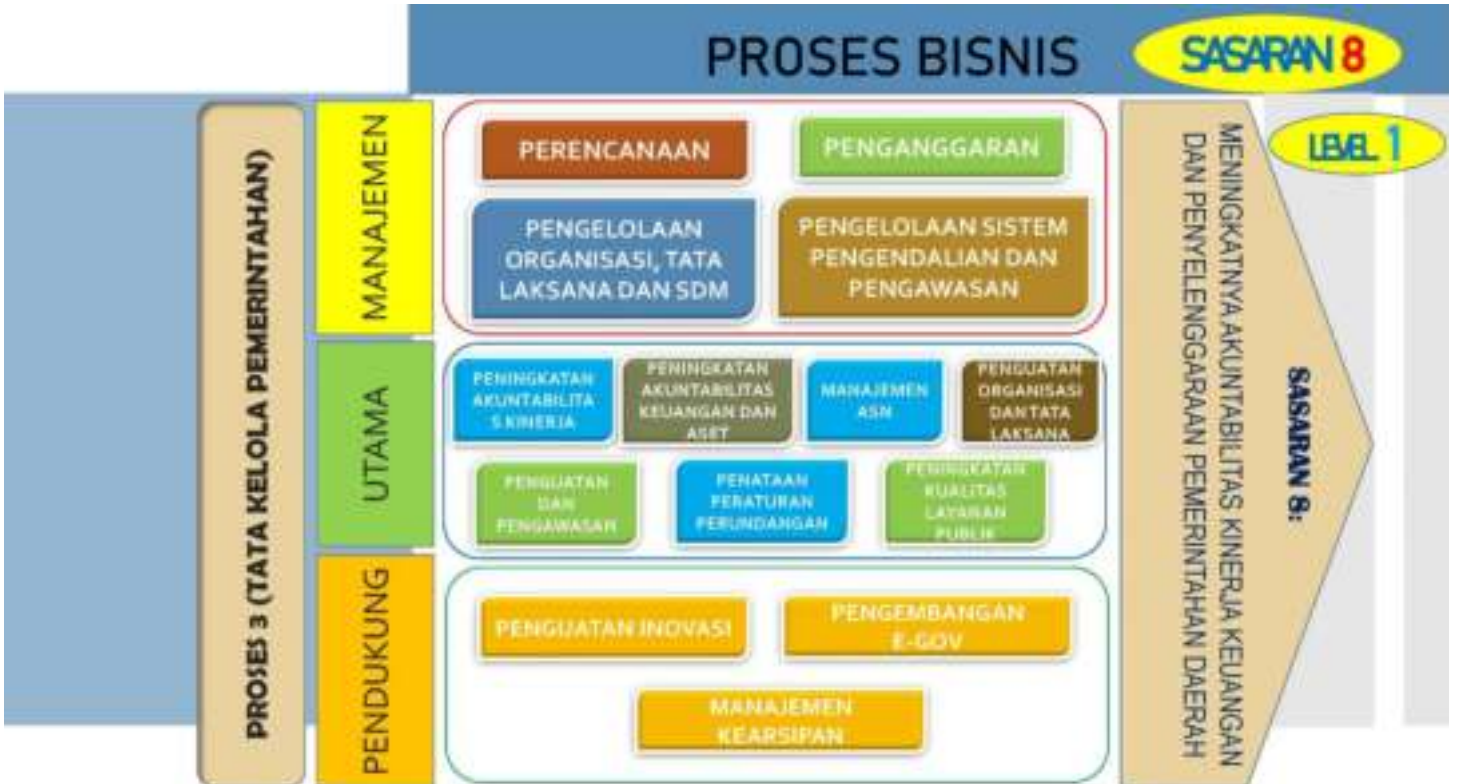 PROSES BISNIS
SASARAN 8
LEVEL 1
PROSES 3 (TATA KELOLA PEMERINTAHAN)
MANAJEMEN
PERENCANAAN
PENGANGGARAN
PENGELOLAAN
ORGANISASI, TATA
LAKSANA DAN SDM
PENGELOLAAN SISTEM
PENGENDALIAN DAN
PENGAWASAN
UTAMA
PENINGKATAN
AKUNTABILITA
S KINERJA
PENINGKATAN
AKUNTABILITAS
KEUANGAN DAN
ASET
MANAJEMEN
ASN
PENGUATAN
ORGANISASI
DAN TATA
LAKSANA
PENGUATAN
DAN
PENGAWASAN
PENATAAN
PERATURAN
PERUNDANGAN
PENINGKATAN
KUALITAS
LAYANAN
PUBLIK
PENDUKUNG
PENGUATAN INOVASI
PENGEMBANGAN
E-GOV
MANAJEMEN
KEARSIPAN
SASARAN 8:
MENINGKATNYA AKUNTABILITAS KINERJA KEUANGAN
DAN PENYELENGGARAAN PEMERINTAHAN DAERAH